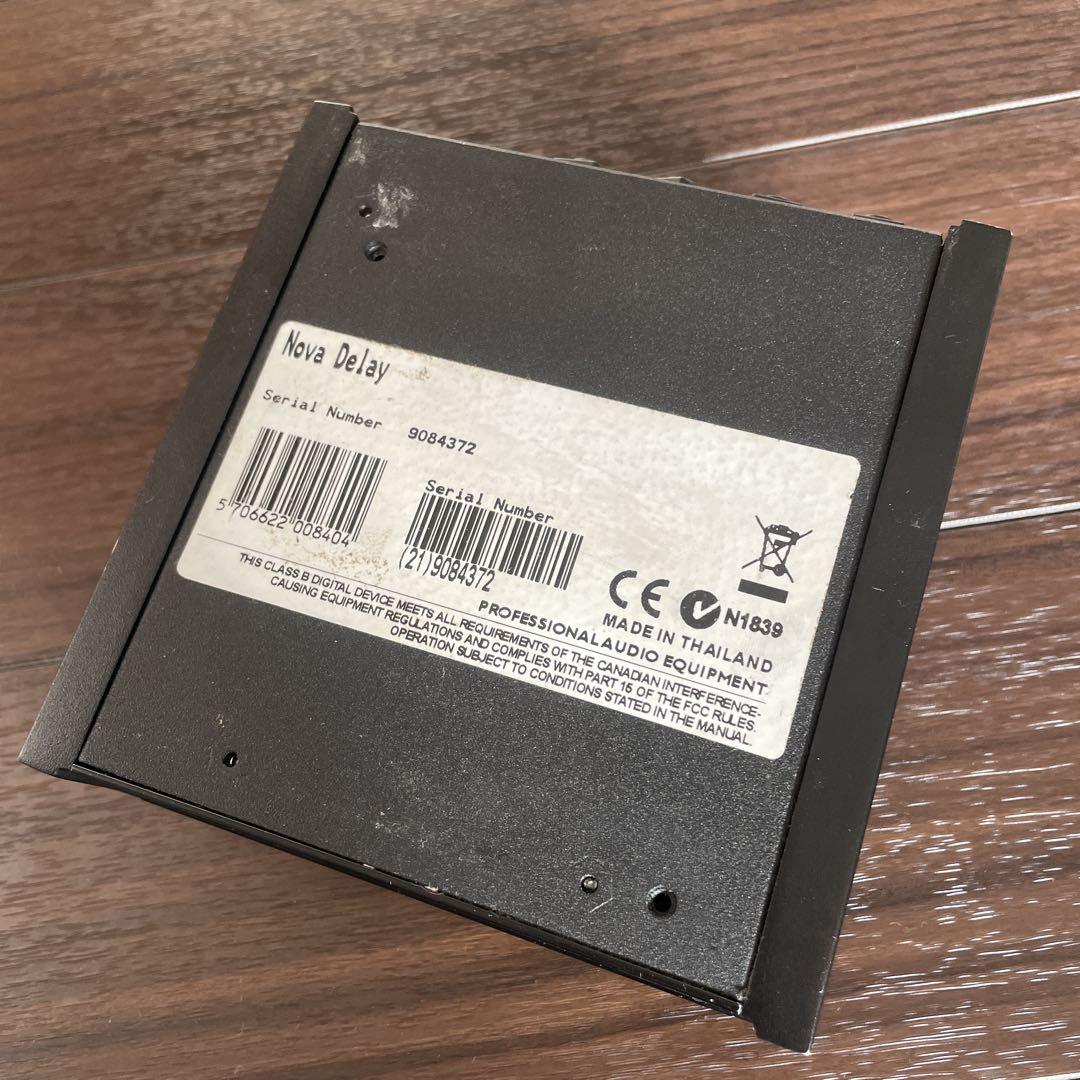 Nova Delay
Serial Number 9084372
5 706622 008404
Serial Number
(21)9084372
CE N1839
MADE IN THAILAND
PROFESSIONAL AUDIO EQUIPMENT
THIS CLASS B DIGITAL DEVICE MEETS ALL REQUIREMENTS OF THE CANADIAN INTERFERENCE-
CAUSING EQUIPMENT REGULATIONS AND COMPLIES WITH PART 15 OF THE FCC RULES.
OPERATION SUBJECT TO CONDITIONS STATED IN THE MANUAL.